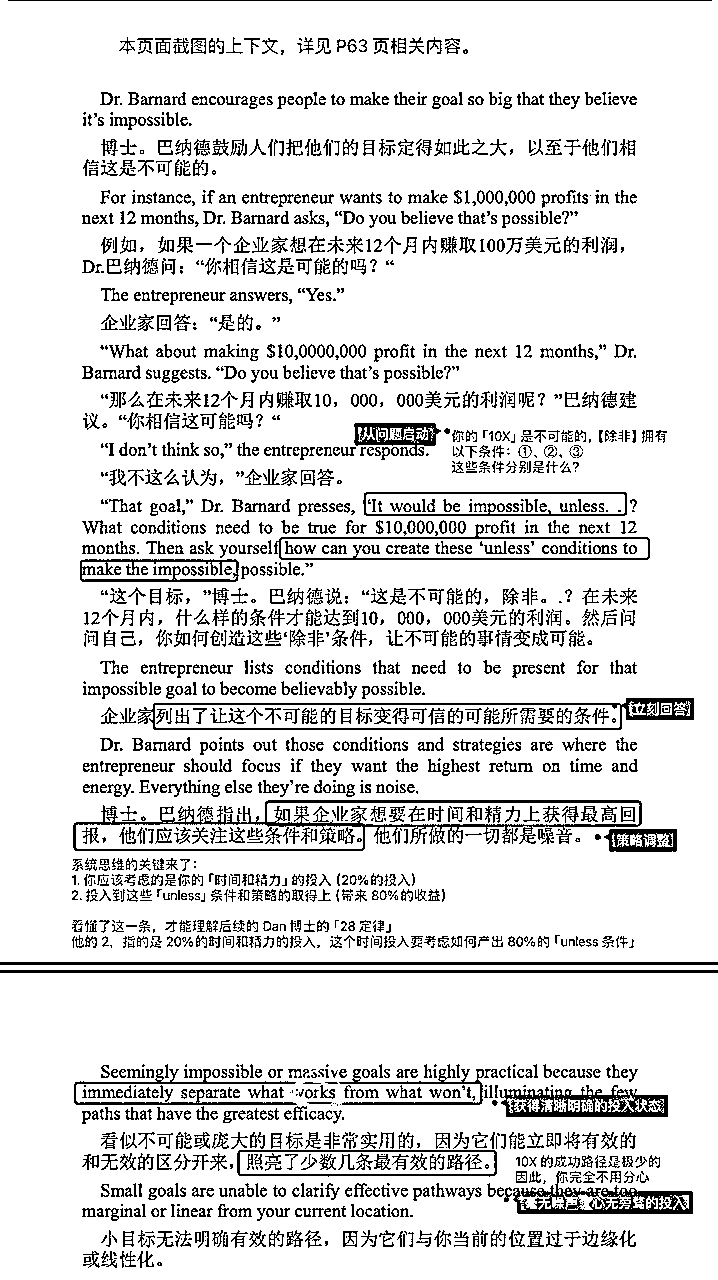 本页面截图的上下文，详见 P63 页相关内容。
Dr. Barnard encourages people to make their goal so big that they believe
it's impossible.
博士。巴纳德鼓励人们把他们的目标定得如此之大，以至于他们相
信这是不可能的。
For instance, if an entrepreneur wants to make $1,000,000 profits in the
next 12 months, Dr. Barnard asks, “Do you believe that's possible?”
例如，如果一个企业家想在未来12个月内赚取100万美元的利润，
Dr.巴纳德问：“你相信这是可能的吗？“
The entrepreneur answers, “Yes.”
企业家回答：“是的。”
“What about making $10,0000,000 profit in the next 12 months,” Dr.
Barnard suggests. “Do you believe that's possible?”
“那么在未来12个月内赚取10，000，000美元的利润呢？”巴纳德建
议。“你相信这可能吗？“
【从问题启动】
你的「10X」是不可能的，【除非】拥有
以下条件：①、②、③
这些条件分别是什么？
“I don't think so,” the entrepreneur responds.
“我不这么认为，”企业家回答。
“That goal,” Dr. Barnard presses, ‘It would be impossible, unless. . ?
What conditions need to be true for $10,000,000 profit in the next 12
months. Then ask yourself how can you create these ‘unless’ conditions to
make the impossible, possible.”
“这个目标，”博士。巴纳德说：“这是不可能的，除非。.？在未来
12个月内，什么样的条件才能达到10，000，000美元的利润。然后问
问自己，你如何创造这些‘除非’条件，让不可能的事情变成可能。
The entrepreneur lists conditions that need to be present for that
impossible goal to become believably possible.
企业家列出了让这个不可能的目标变得可信的可能所需要的条件。
【立刻回答】
Dr. Barnard points out those conditions and strategies are where the
entrepreneur should focus if they want the highest return on time and
energy. Everything else they're doing is noise.
博士。巴纳德指出，如果企业家想要在时间和精力上获得最高回
报，他们应该关注这些条件和策略。他们所做的一切都是噪音。
【策略调整】
系统思维的关键来了：
1. 你应该考虑的是你的「时间和精力」的投入（20%的投入）
2. 投入到这些「unless」条件和策略的取得上（带来 80%的收益）
看懂了这一条，才能理解后续的 Dan 博士的「28 定律」
他的 2，指的是 20%的时间和精力的投入，这个时间投入要考虑如何产出 80%的「unless 条件」
Seemingly impossible or massive goals are highly practical because they
immediately separate what works from what won't, illuminating the few
paths that have the greatest efficacy.
【获得清晰明确的投入状态】
看似不可能或庞大的目标是非常实用的，因为它们能立即将有效的
和无效的区分开来，照亮了少数几条最有效的路径。
10X 的成功路径是极少的
因此，你完全不用分心
Small goals are unable to clarify effective pathways because they are too
marginal or linear from your current location.
【毫无噪声 心无旁骛的投入】
小目标无法明确有效的路径，因为它们与你当前的位置过于边缘化
或线性化。